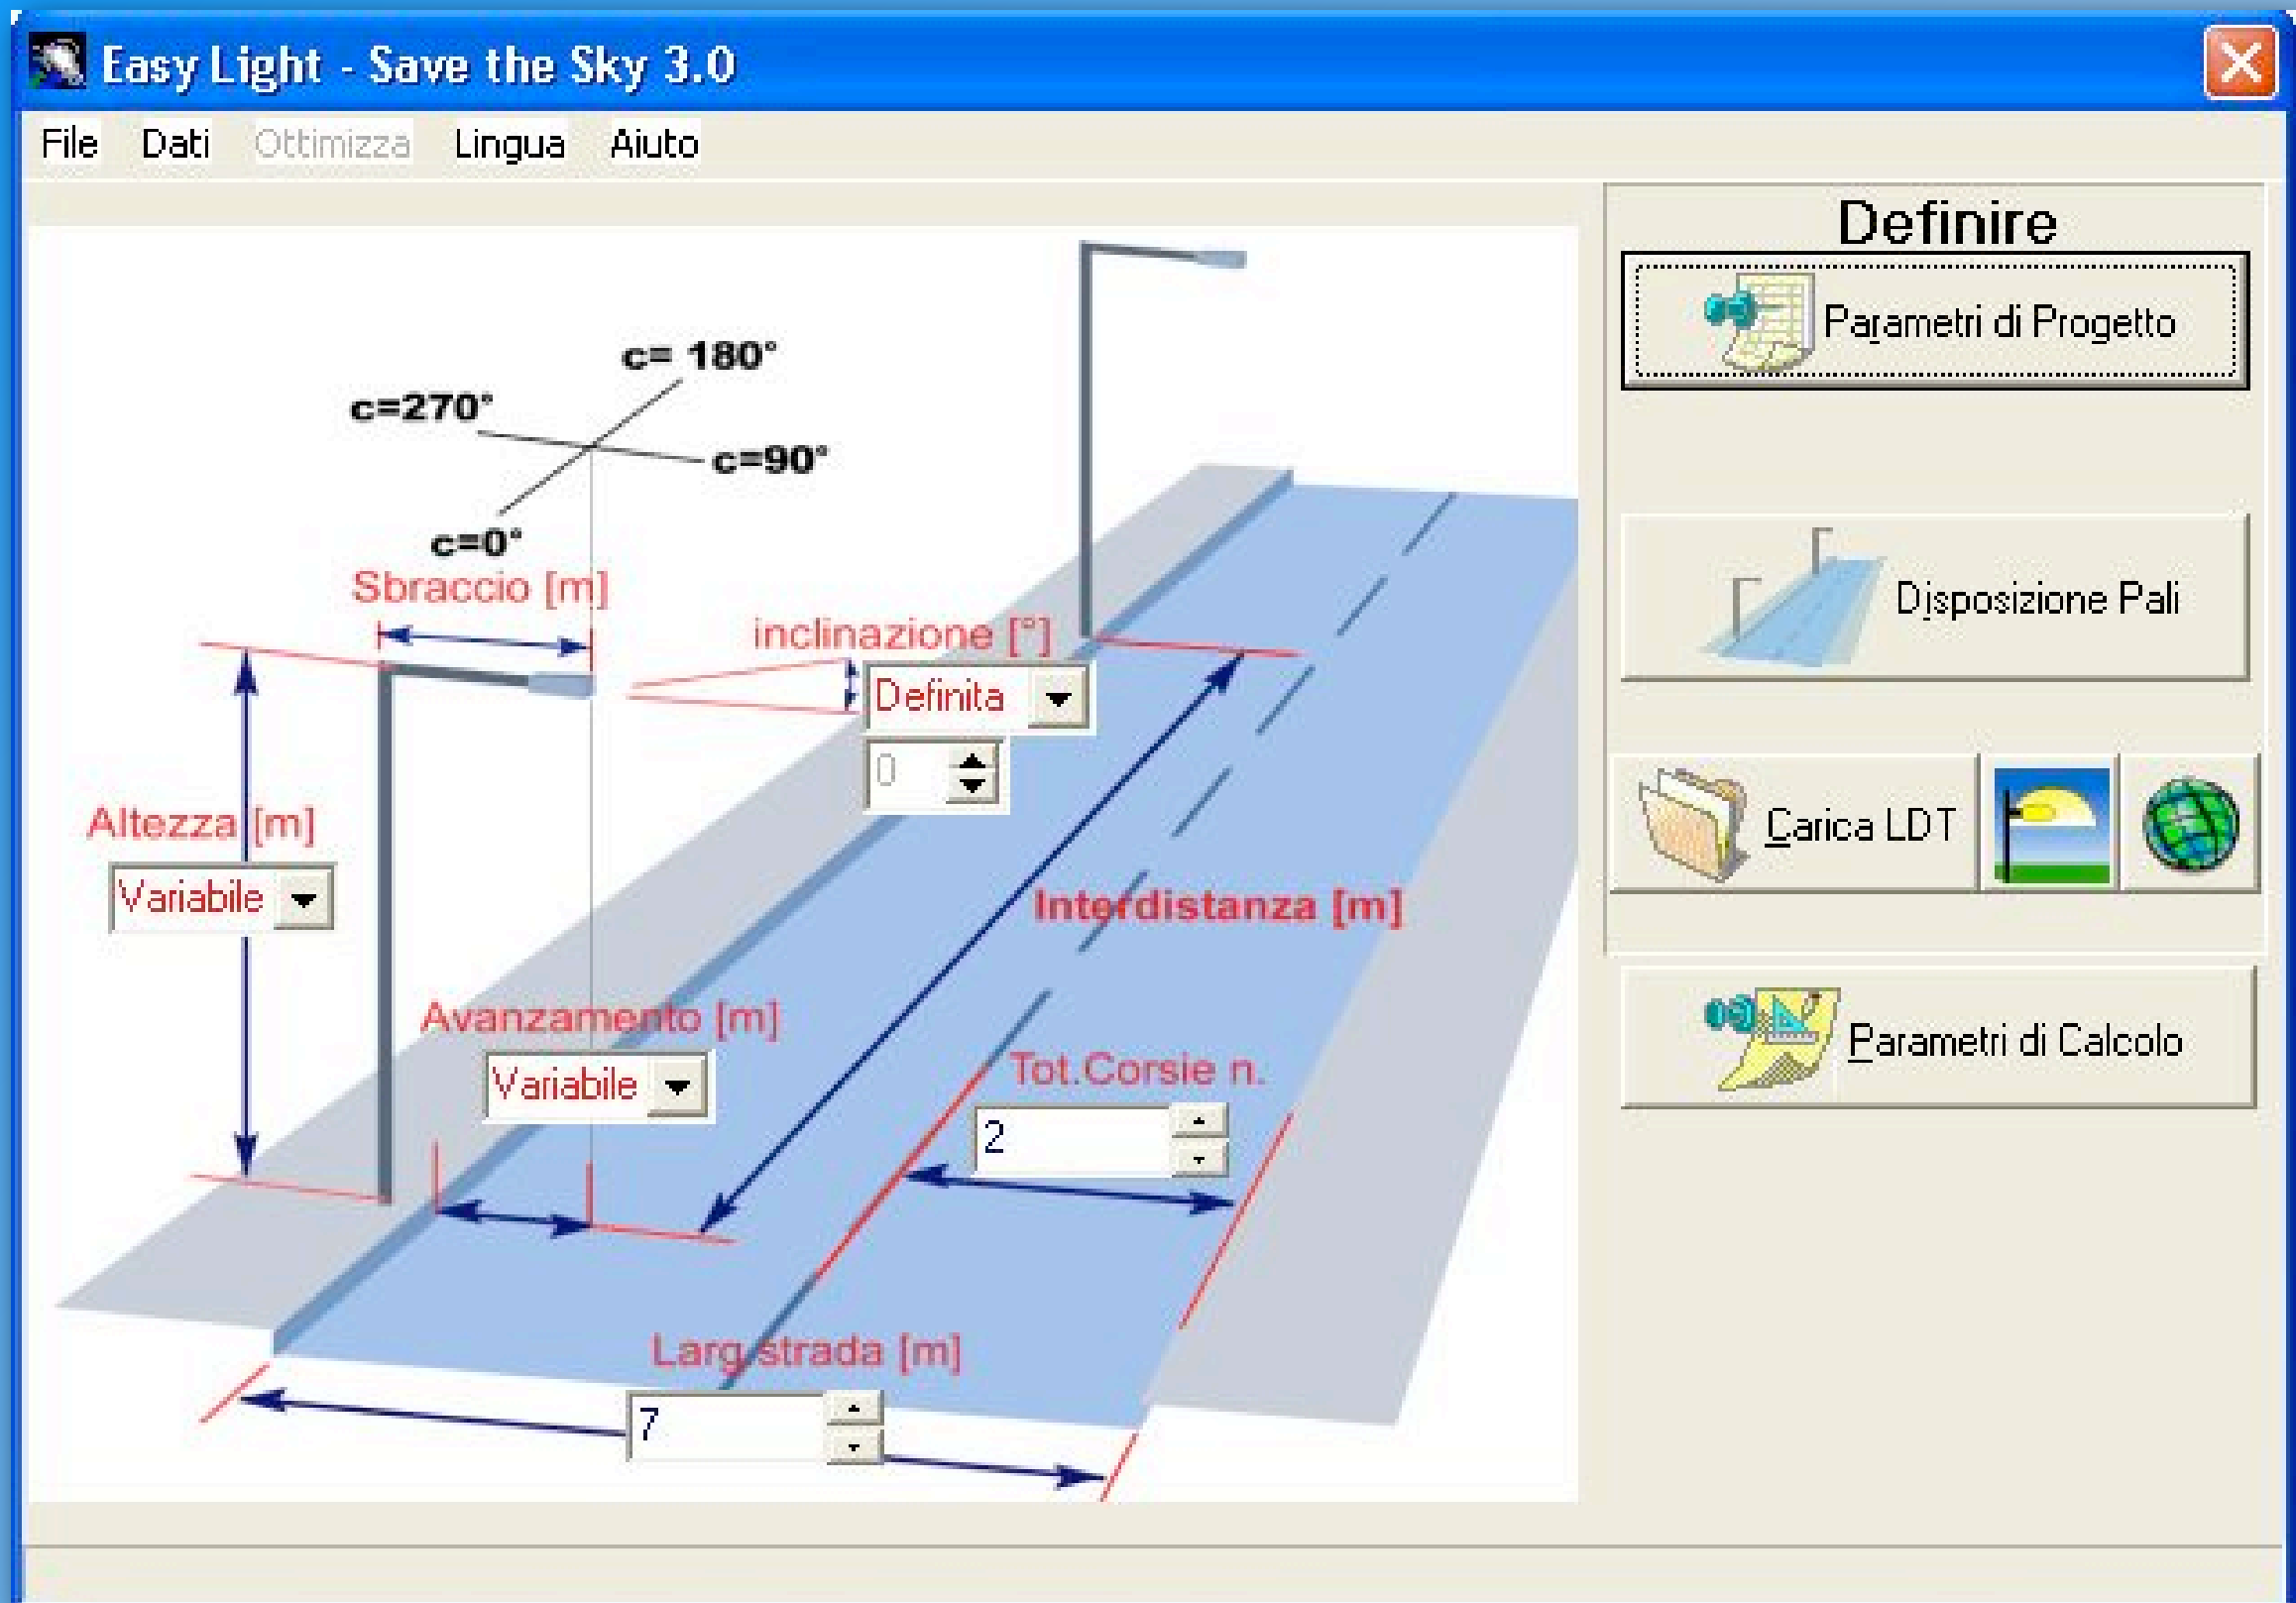 Easy Light - Save the Sky 3.0
File Dati Ottimizza Lingua Aiuto
Definire
Parametri di Progetto
c= 180°
c=270°
c=90°
c=0°
Sbraccio [m]
Disposizione Pali
inclinazione [°]
Definita
0
Altezza [m]
Carica LDT
Variabile
Interdistanza [m]
Avanzamento [m]
Parametri di Calcolo
Variabile
Tot.Corsie n.
2
Larg.strada [m]
7